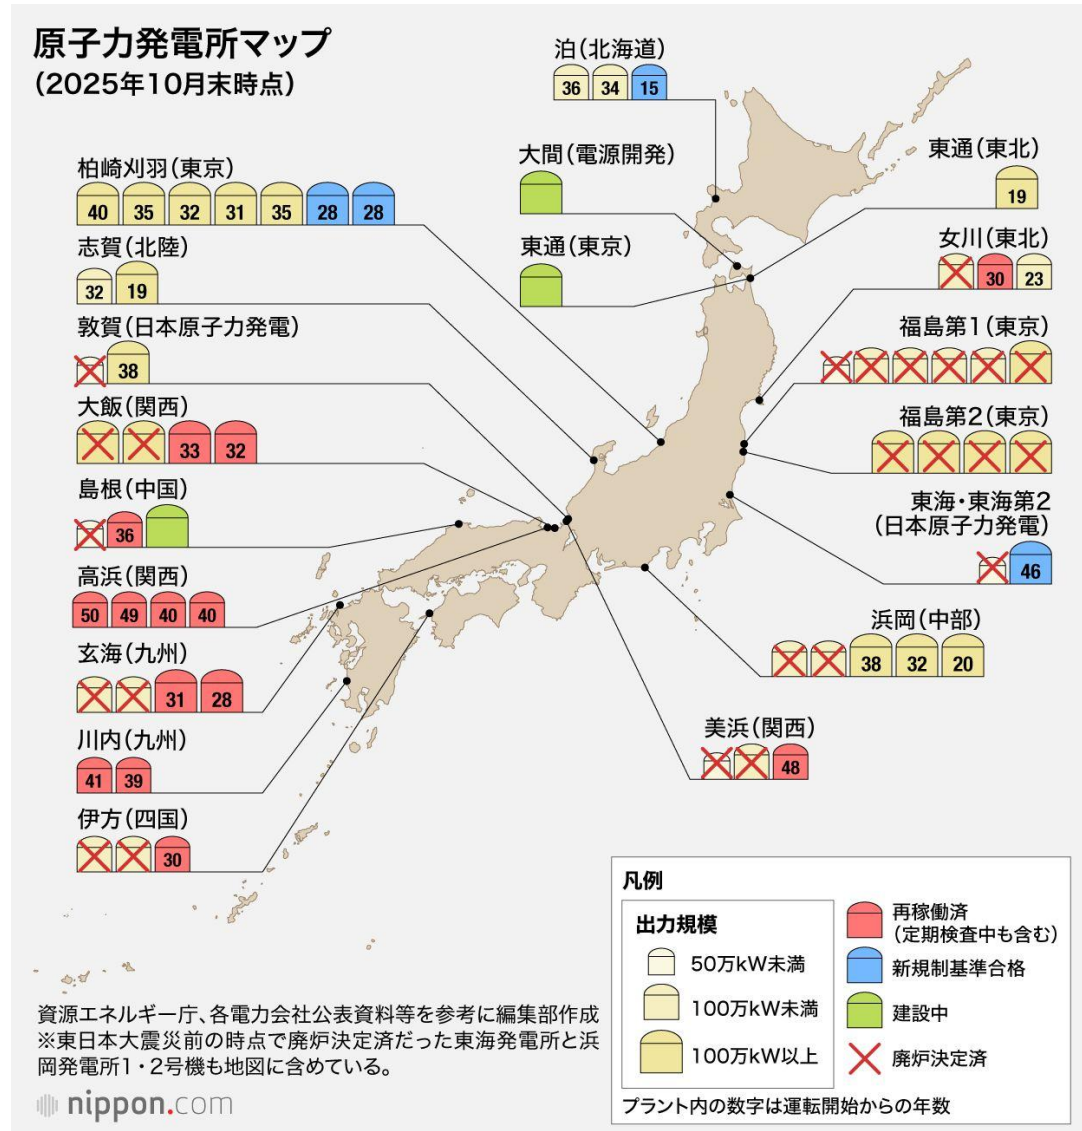 原子力発電所マップ
（2025年10月末時点）
泊（北海道）
36 34 15
大間（電源開発）
東通（東北）
19
柏崎刈羽（東京）
40 35 32 31 35 28 28
東通（東京）
女川（東北）
30 23
志賀（北陸）
32 19
福島第1（東京）
敦賀（日本原子力発電）
38
大飯（関西）
33 32
福島第2（東京）
島根（中国）
36
東海・東海第2
（日本原子力発電）
46
高浜（関西）
50 49 40 40
浜岡（中部）
38 32 20
玄海（九州）
31 28
美浜（関西）
48
川内（九州）
41 39
伊方（四国）
30
凡例
出力規模
50万kW未満
100万kW未満
100万kW以上
再稼働済
（定期検査中も含む）
新規制基準合格
建設中
廃炉決定済
プラント内の数字は運転開始からの年数
資源エネルギー庁、各電力会社公表資料等を参考に編集部作成
※東日本大震災前の時点で廃炉決定済だった東海発電所と浜
岡発電所1・2号機も地図に含めている。
nippon.com